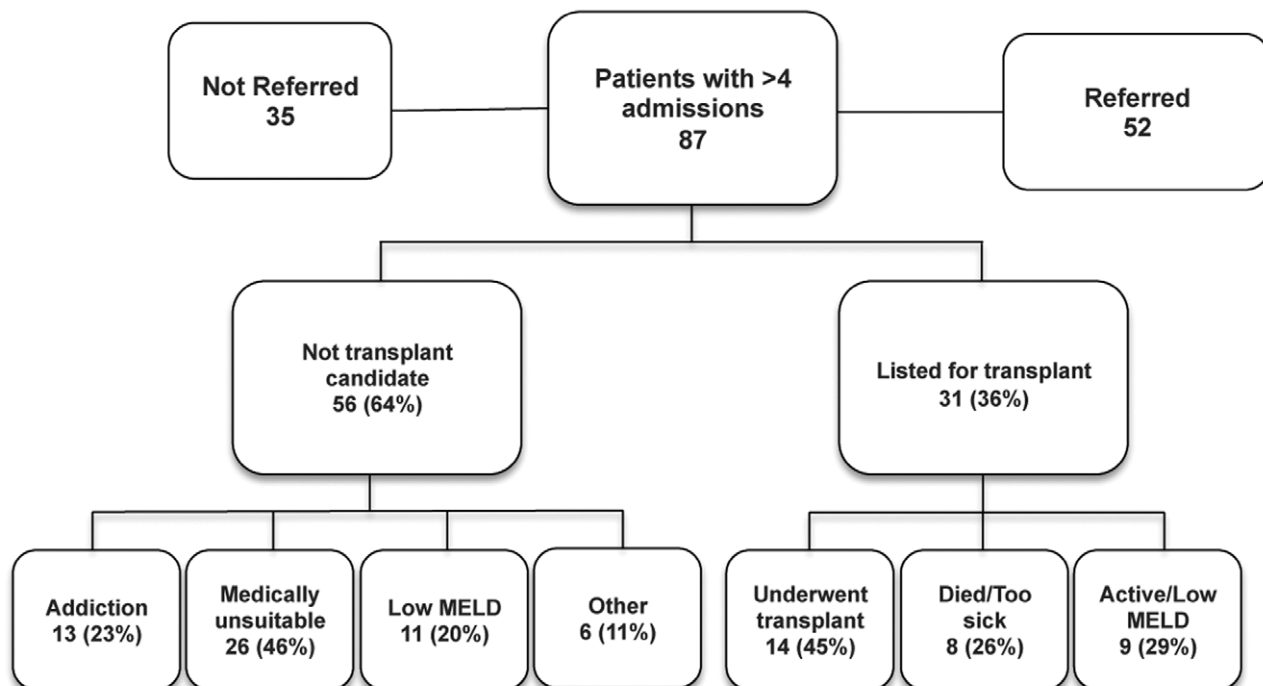 Not Referred
35
Patients with >4
admissions
87
Referred
52
Not transplant
candidate
56 (64%)
Listed for transplant
31 (36%)
Addiction
13 (23%)
Medically
unsuitable
26 (46%)
Low MELD
11 (20%)
Other
6 (11%)
Underwent
transplant
14 (45%)
Died/Too
sick
8 (26%)
Active/Low
MELD
9 (29%)